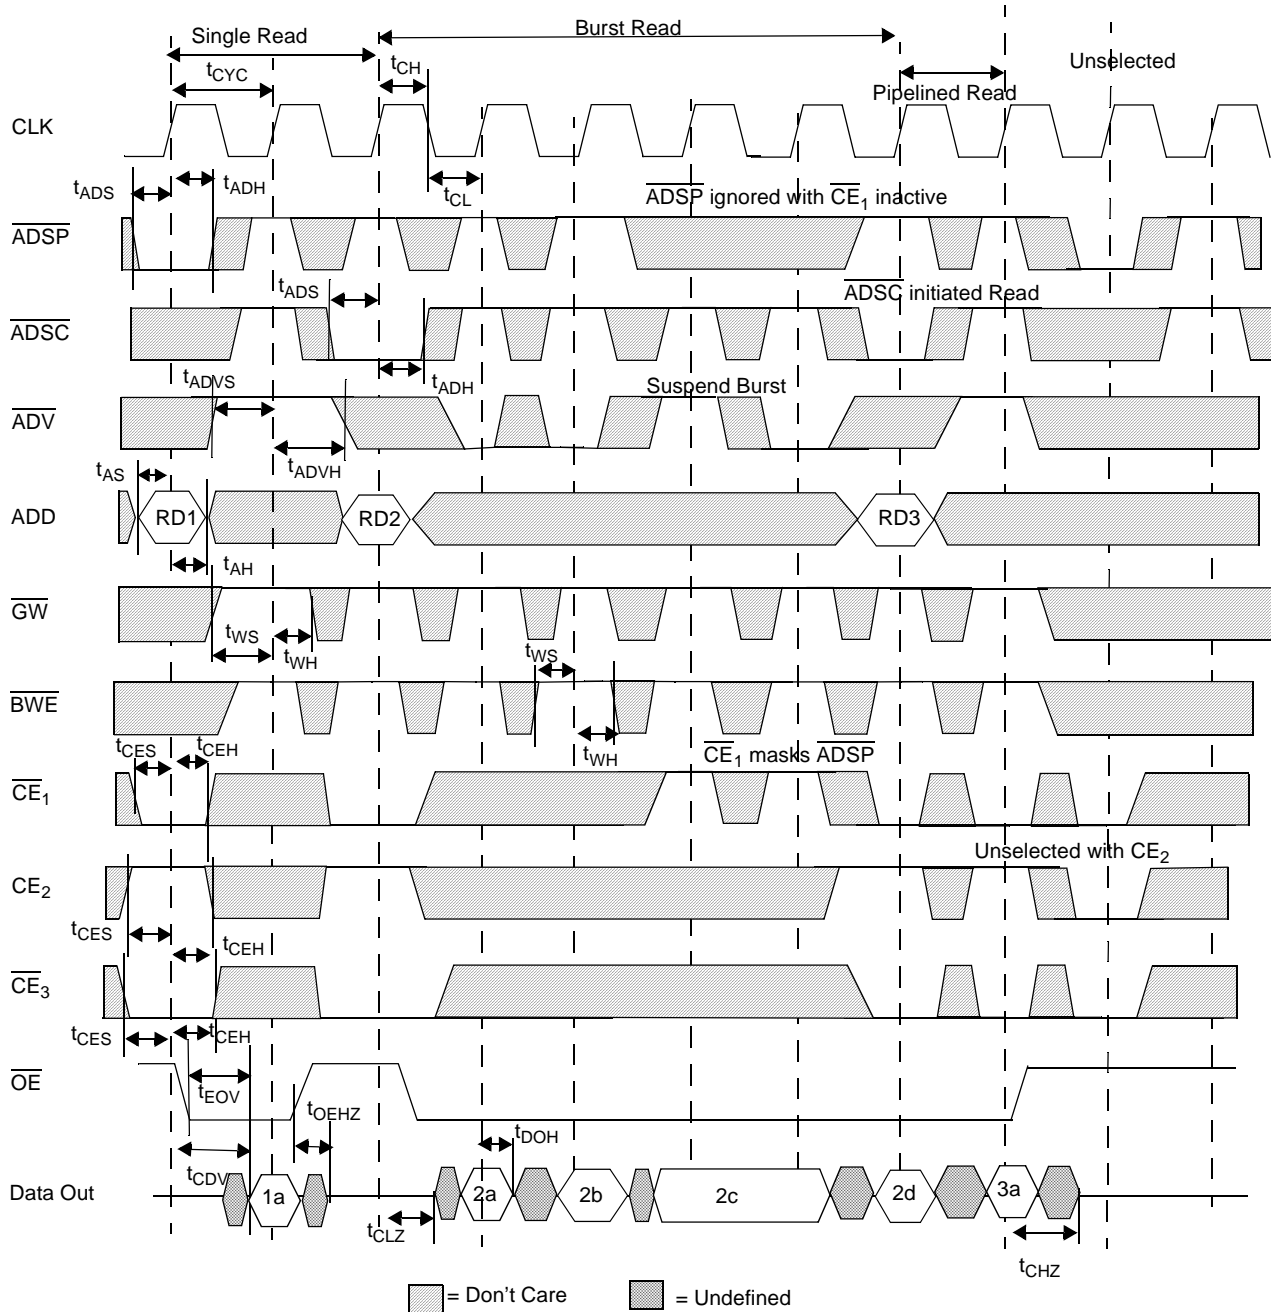 Single Read
Burst Read
Unselected
tCYC
tCH
Pipelined Read
CLK
tADS
tADH
tCL
ADSP ignored with CE1 inactive
ADSP
tADS
ADSC initiated Read
ADSC
tADH
tADVS
Suspend Burst
ADV
tADVH
tAS
ADD
RD1
RD2
RD3
tAH
GW
tWS
tWH
tWS
BWE
tWH
tCES
tCEH
CE1 masks ADSP
CE1
Unselected with CE2
CE2
tCES
tCEH
CE3
tCES
tCEH
OE
tEOV
tOEHZ
tDOH
tCDV
Data Out
1a
2a
2b
2c
2d
3a
tCLZ
tCHZ
= Don't Care
= Undefined